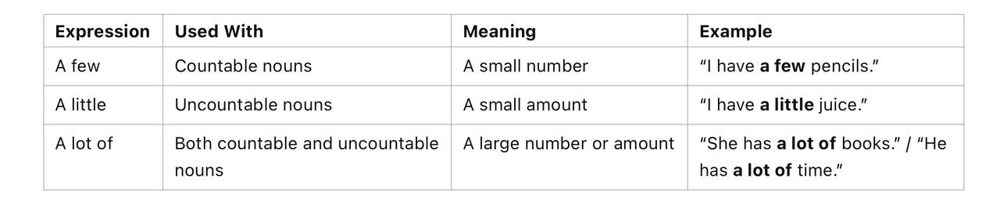 Expression Used With Meaning Example
A few Countable nouns A small number “I have a few pencils.”
A little Uncountable nouns A small amount “I have a little juice.”
A lot of Both countable and uncountable A large number or amount “She has a lot of books.” / “He
nouns has a lot of time.”